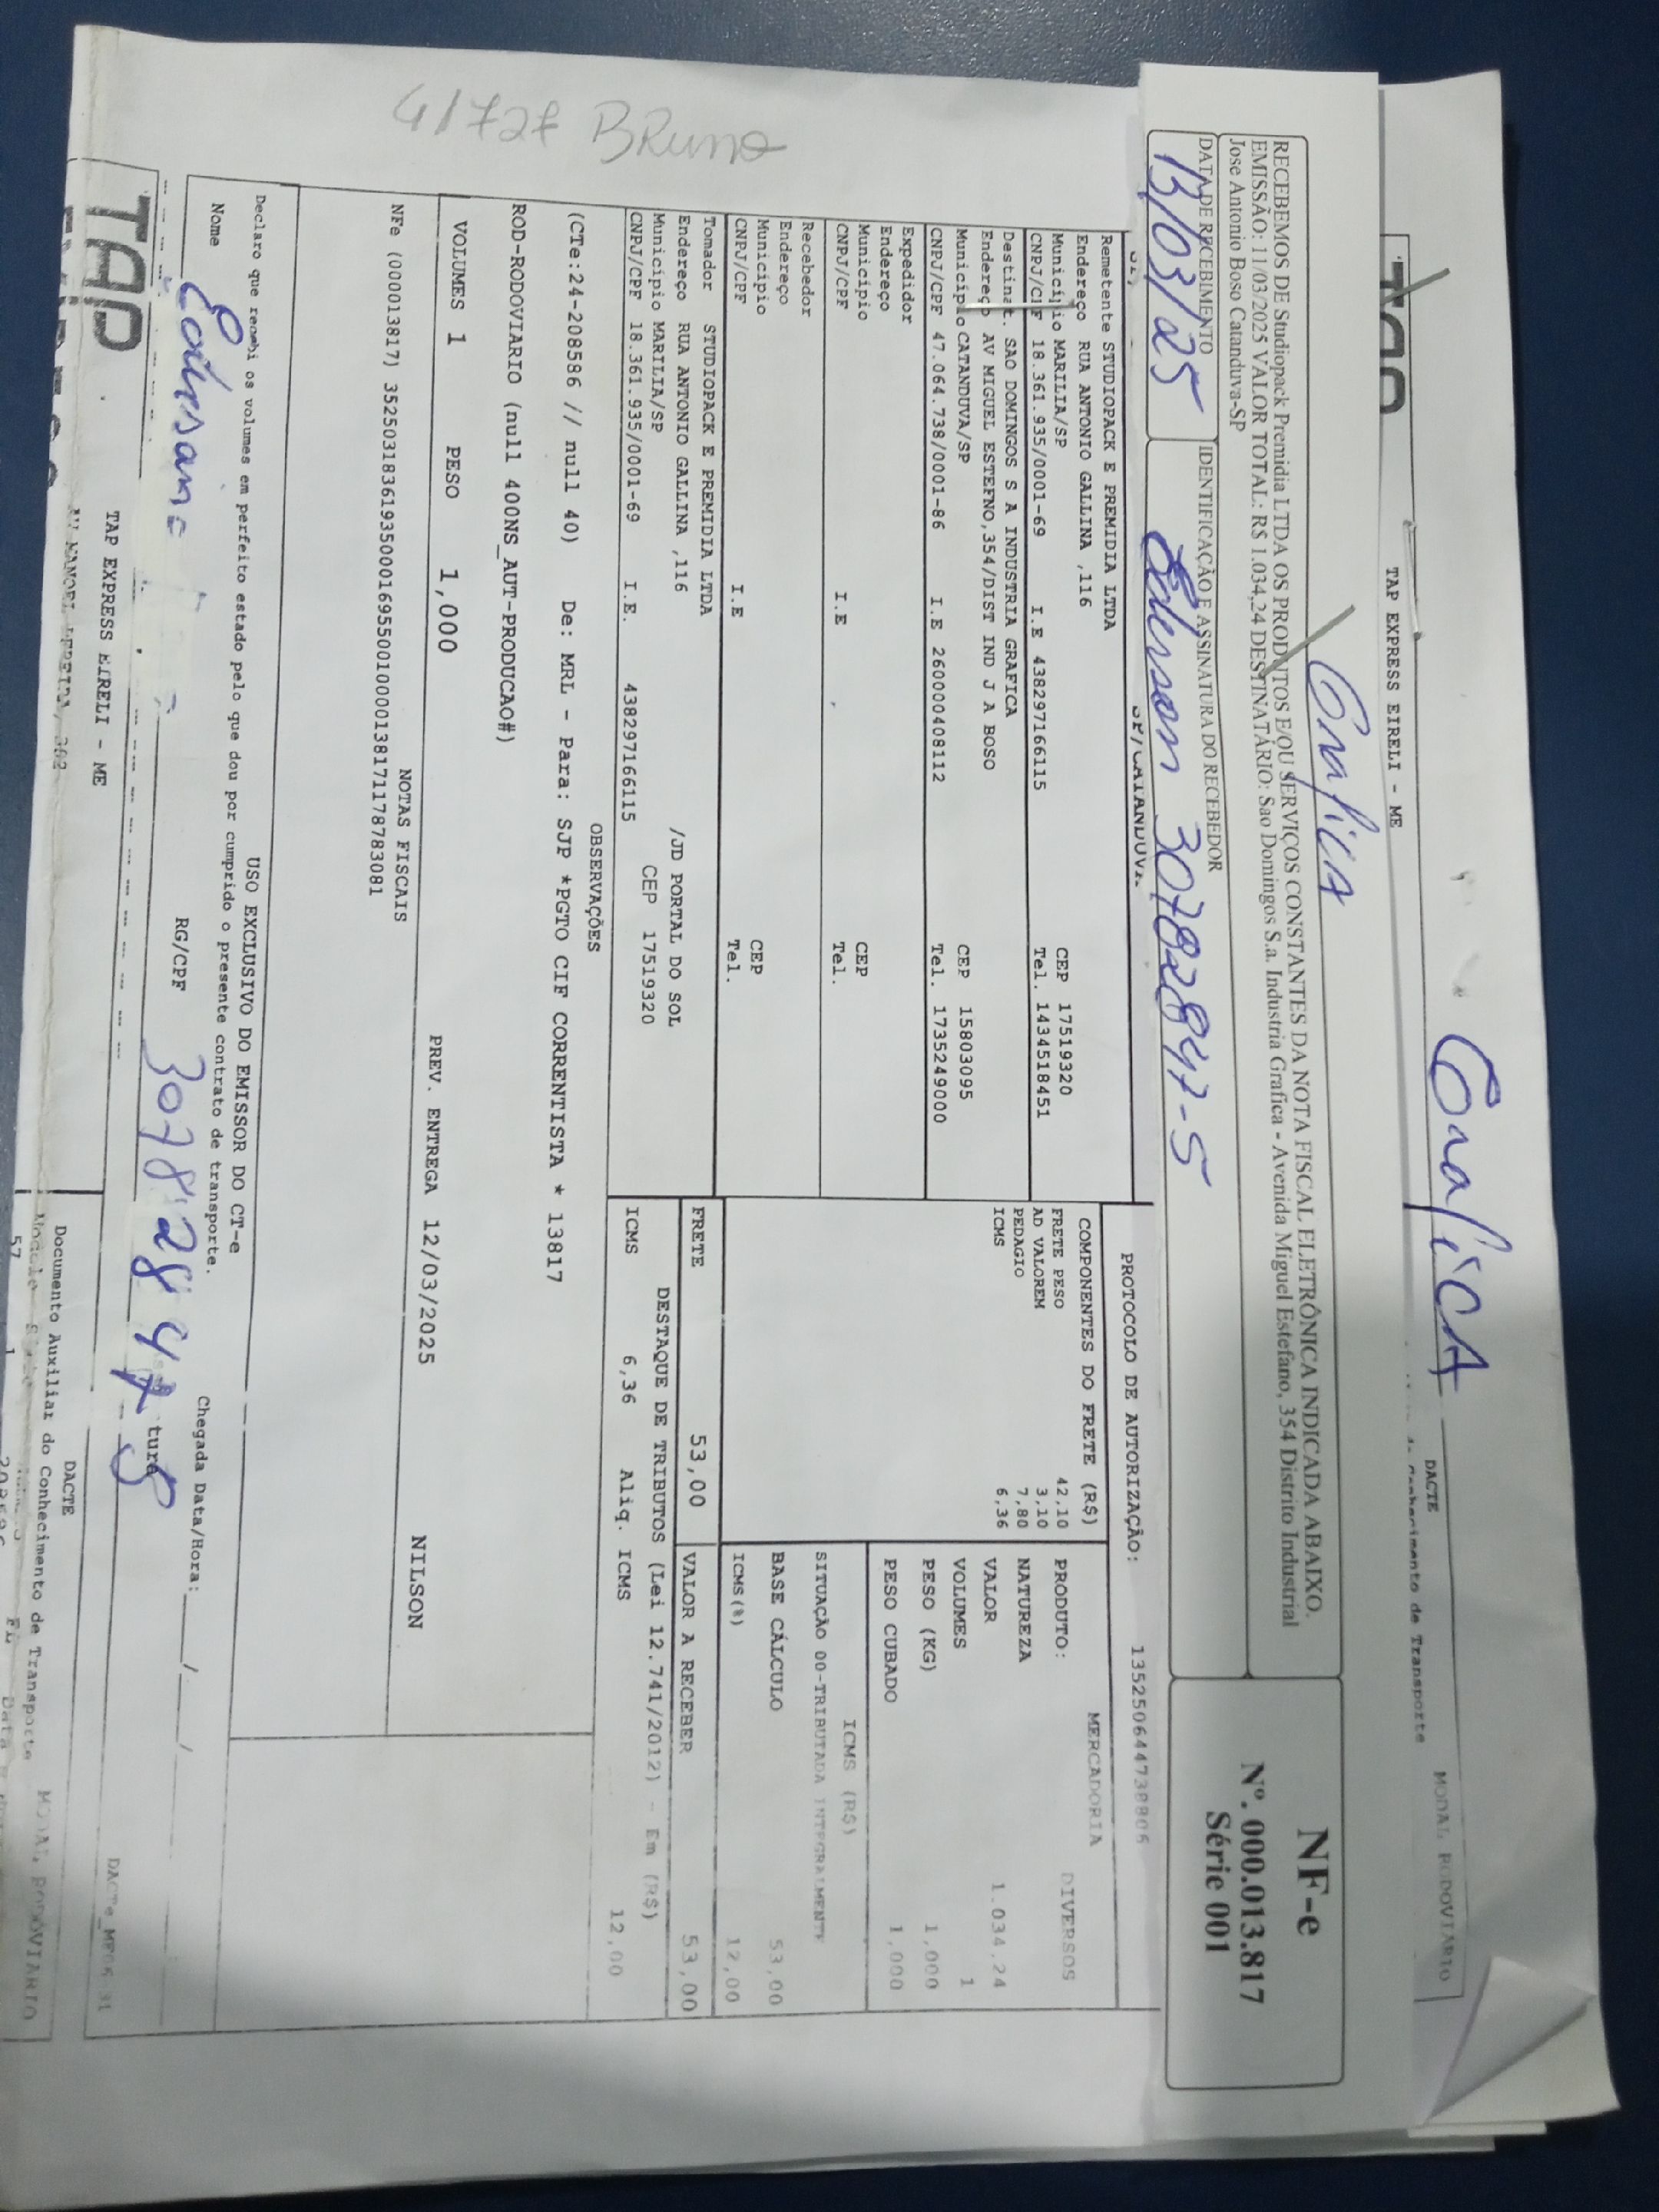 TAP EXPRESS EIRELI - ME
DACTE
MODAL RODOVIARIO
GrafiCA
GrafiCA
RECEBEMOS DE Studiopack Premidia LTDA OS PRODUTOS E/OU SERVIÇOS CONSTANTES DA NOTA FISCAL ELETRÔNICA INDICADA ABAIXO.
EMISSÃO: 11/03/2025 VALOR TOTAL: R$ 1.034,24 DESTINATÁRIO: Sao Domingos S.a. Industria Grafica - Avenida Miguel Estefano, 354 Distrito Industrial
Jose Antonio Boso Catanduva-SP
DATA DE RECEBIMENTO
13/03/25
IDENTIFICAÇÃO E ASSINATURA DO RECEBEDOR
Ederson 30782847-5
NF-e
Nº. 000.013.817
Série 001
PROTOCOLO DE AUTORIZAÇÃO:
Remetente STUDIOPACK E PREMIDIA LTDA
Endereço RUA ANTONIO GALLINA ,116
Município MARILIA/SP CEP 17519320
CNPJ/CPF 18.361.935/0001-69 I.E 438297166115 Tel. 1434518451
Destinat. SAO DOMINGOS S A INDUSTRIA GRAFICA
Endereço AV MIGUEL ESTEFNO,354/DIST IND J A BOSO
Município CATANDUVA/SP CEP 15803095
CNPJ/CPF 47.064.738/0001-86 I.E 260000408112 Tel. 1735249000
Expedidor
Endereço
Município CEP
CNPJ/CPF I.E Tel.
Recebedor
Endereço
Município CEP
CNPJ/CPF I.E Tel.
Tomador STUDIOPACK E PREMIDIA LTDA
Endereço RUA ANTONIO GALLINA ,116 /JD PORTAL DO SOL
Município MARILIA/SP CEP 17519320
CNPJ/CPF 18.361.935/0001-69 I.E. 438297166115
COMPONENTES DO FRETE (R$)
FRETE PESO 42,10
AD VALOREM 3,10
PEDAGIO 7,80
ICMS 6,36
MERCADORIA
PRODUTO: DIVERSOS
NATUREZA
VALOR 1.034,24
VOLUMES 1
PESO (KG) 1,000
PESO CUBADO 1,000
ICMS (R$)
SITUAÇÃO 00-TRIBUTADA INTEGRALMENTE
BASE CÁLCULO 53,00
ICMS(%) 12,00
FRETE 53,00 VALOR A RECEBER 53,00
DESTAQUE DE TRIBUTOS (Lei 12.741/2012) - Em (R$)
ICMS 6,36 Aliq. ICMS 12,00
OBSERVAÇÕES
(CTe:24-208586 // null 40) De: MRL - Para: SJP *PGTO CIF CORRENTISTA * 13817
ROD-RODOVIARIO (null 400NS_AUT-PRODUCAO#)
VOLUMES 1 PESO 1,000 PREV. ENTREGA 12/03/2025 NILSON
NOTAS FISCAIS
NFe (000013817) 35250318361935000169550010000138171178783081
USO EXCLUSIVO DO EMISSOR DO CT-e
Declaro que recebi os volumes em perfeito estado pelo que dou por cumprido o presente contrato de transporte.
Nome RG/CPF 30782847 5 Chegada Data/Hora: ___/___/
TAP
TAP EXPRESS EIRELI - ME
DACTE
Documento Auxiliar do Conhecimento de Transporte
MODAL RODOVIARIO
57 1
41727 Bruno